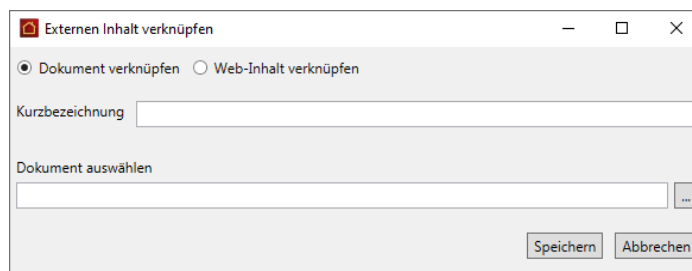 Externen Inhalt verknüpfen
Dokument verknüpfen Web-Inhalt verknüpfen
Kurzbezeichnung
Dokument auswählen
...
Speichern Abbrechen